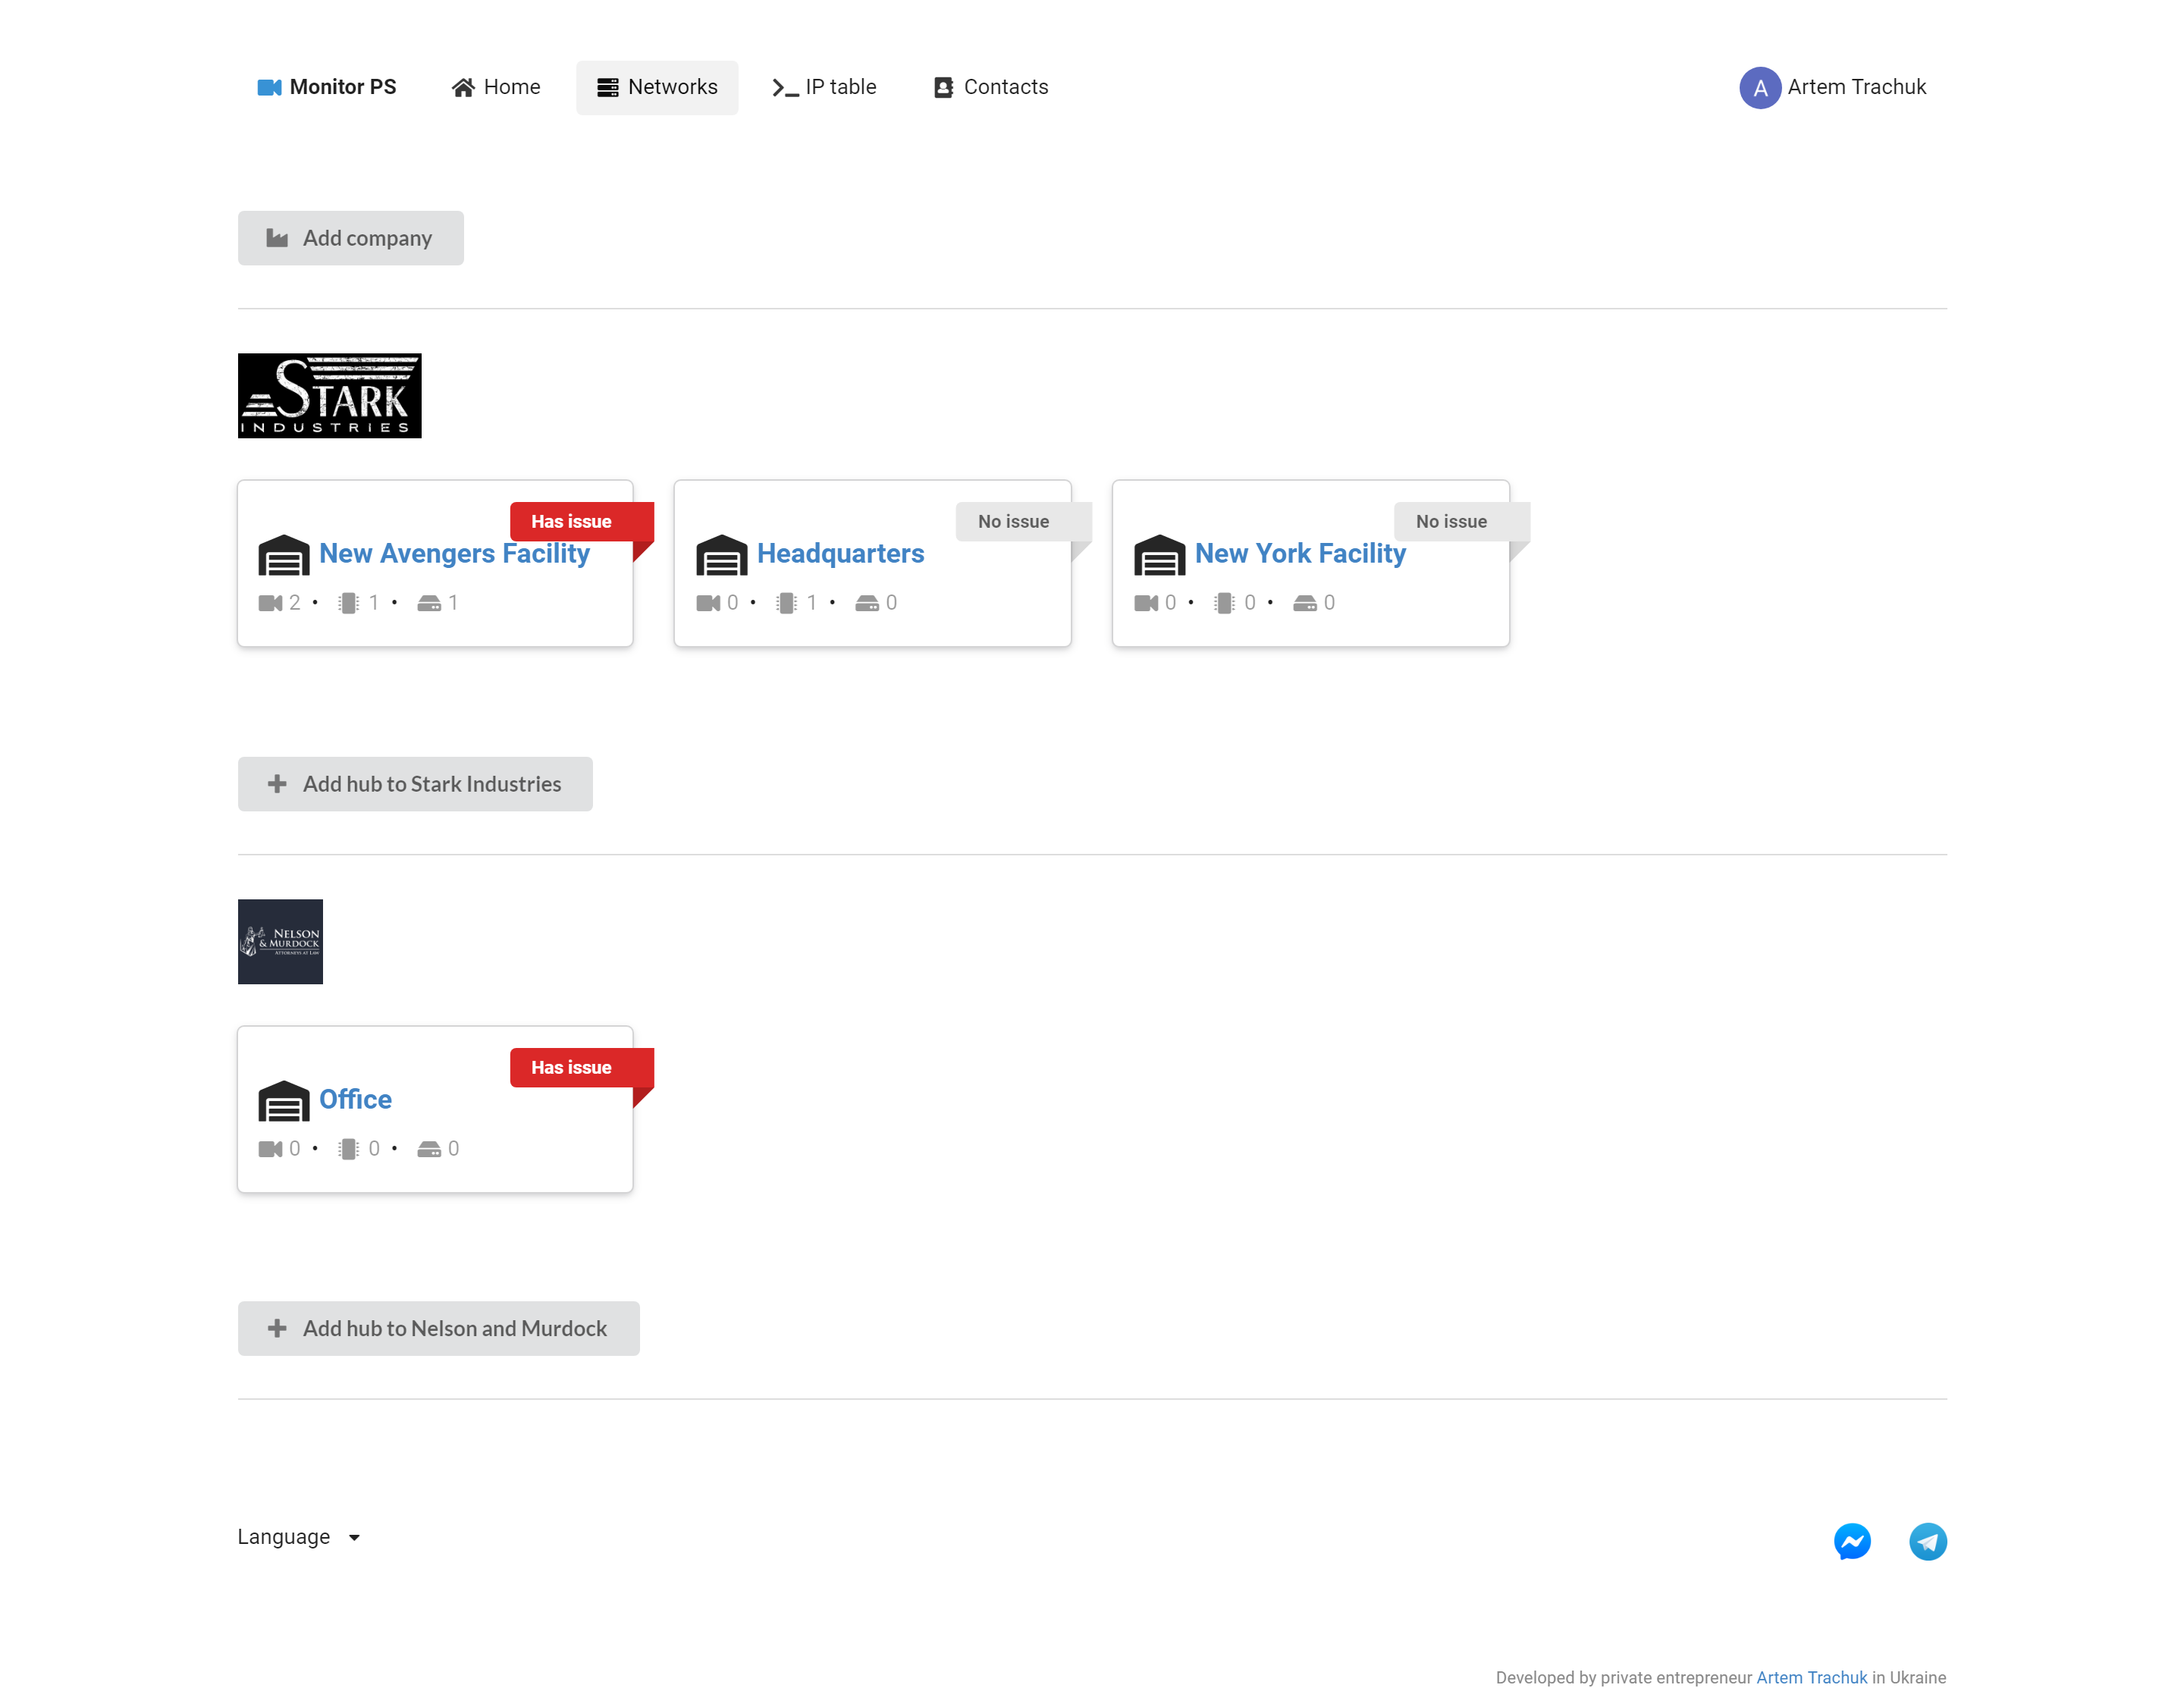 Monitor PS Home Networks IP table Contacts A Artem Trachuk
Add company
STARK
INDUSTRIES
Has issue
New Avengers Facility
2 • 1 • 1
No issue
Headquarters
0 • 1 • 0
No issue
New York Facility
0 • 0 • 0
Add hub to Stark Industries
NELSON
& MURDOCK
ATTORNEYS AT LAW
Has issue
Office
0 • 0 • 0
Add hub to Nelson and Murdock
Language
Developed by private entrepreneur Artem Trachuk in Ukraine